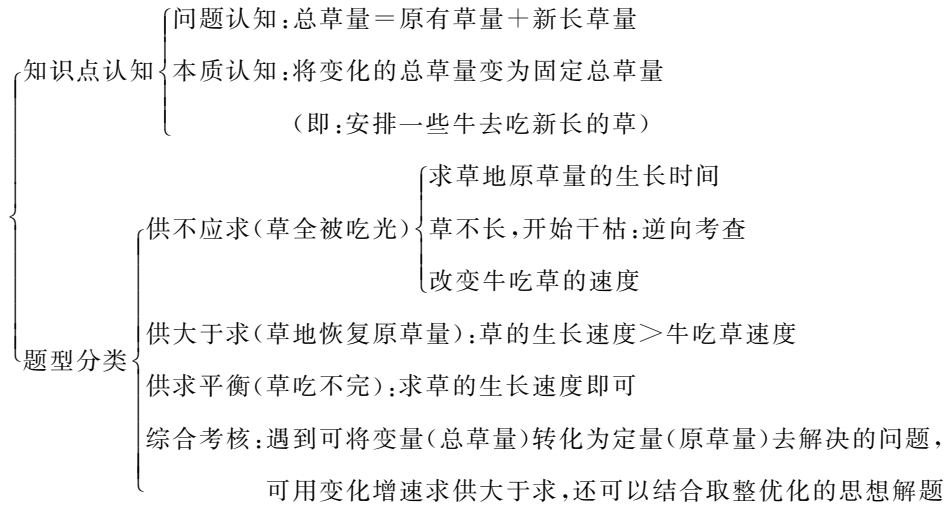 问题认知:总草量=原有草量+新长草量
知识点认知
本质认知:将变化的总草量变为固定总草量
(即:安排一些牛去吃新长的草)
求草地原草量的生长时间
供不应求(草全被吃光)
草不长,开始干枯:逆向考查
改变牛吃草的速度
供大于求(草地恢复原草量):草的生长速度>牛吃草速度
题型分类
供求平衡(草吃不完):求草的生长速度即可
综合考核:遇到可将变量(总草量)转化为定量(原草量)去解决的问题,
可用变化增速求供大于求,还可以结合取整优化的思想解题